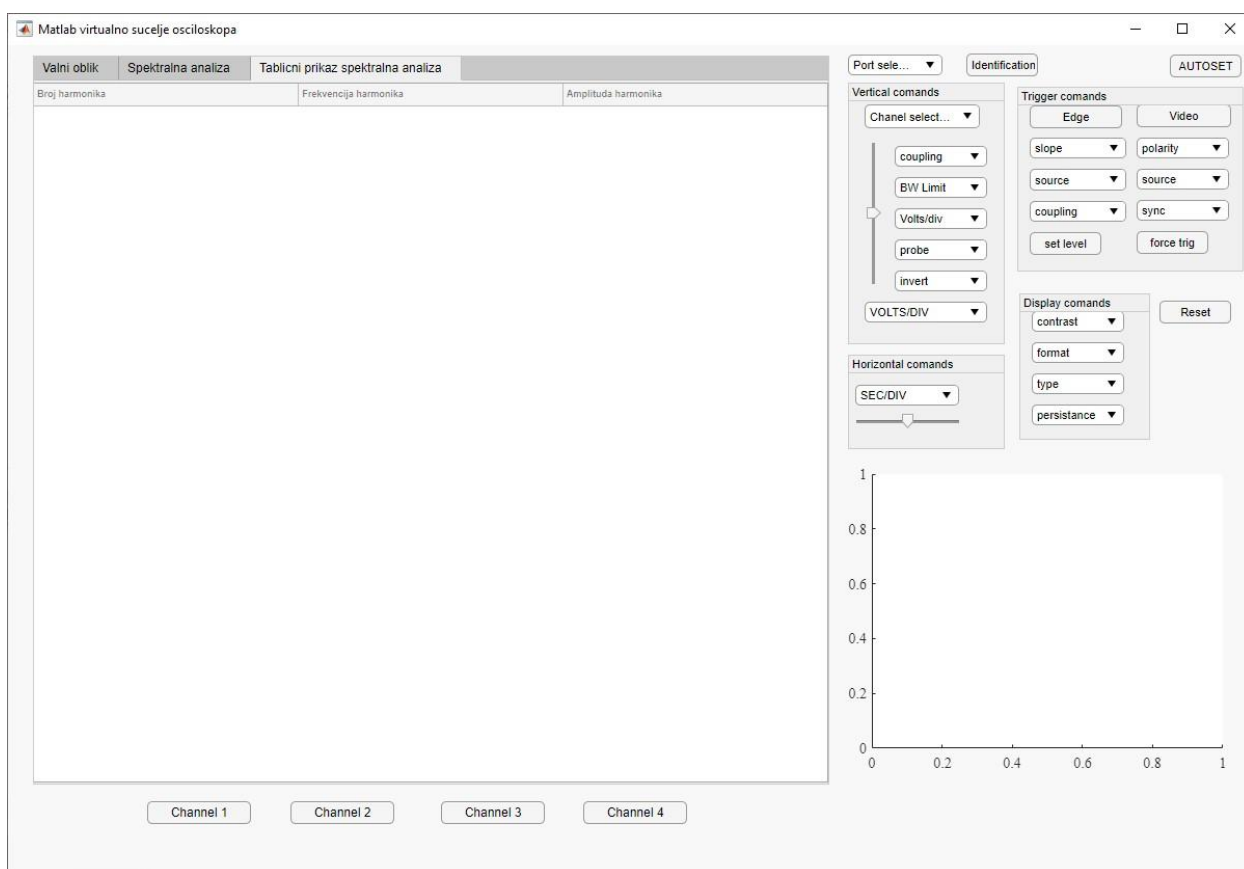 Matlab virtualno sucelje osciloskopa
Valni oblik Spektralna analiza Tablicni prikaz spektralna analiza
Broj harmonika Frekvencija harmonika Amplituda harmonika
Port sele... Identification AUTOSET
Vertical comands
Chanel select...
coupling
BW Limit
Volts/div
probe
invert
VOLTS/DIV
Horizontal comands
SEC/DIV
Trigger comands
Edge Video
slope polarity
source source
coupling sync
set level force trig
Display comands
contrast
format
type
persistance
Reset
1
0.8
0.6
0.4
0.2
0
0 0.2 0.4 0.6 0.8 1
Channel 1 Channel 2 Channel 3 Channel 4